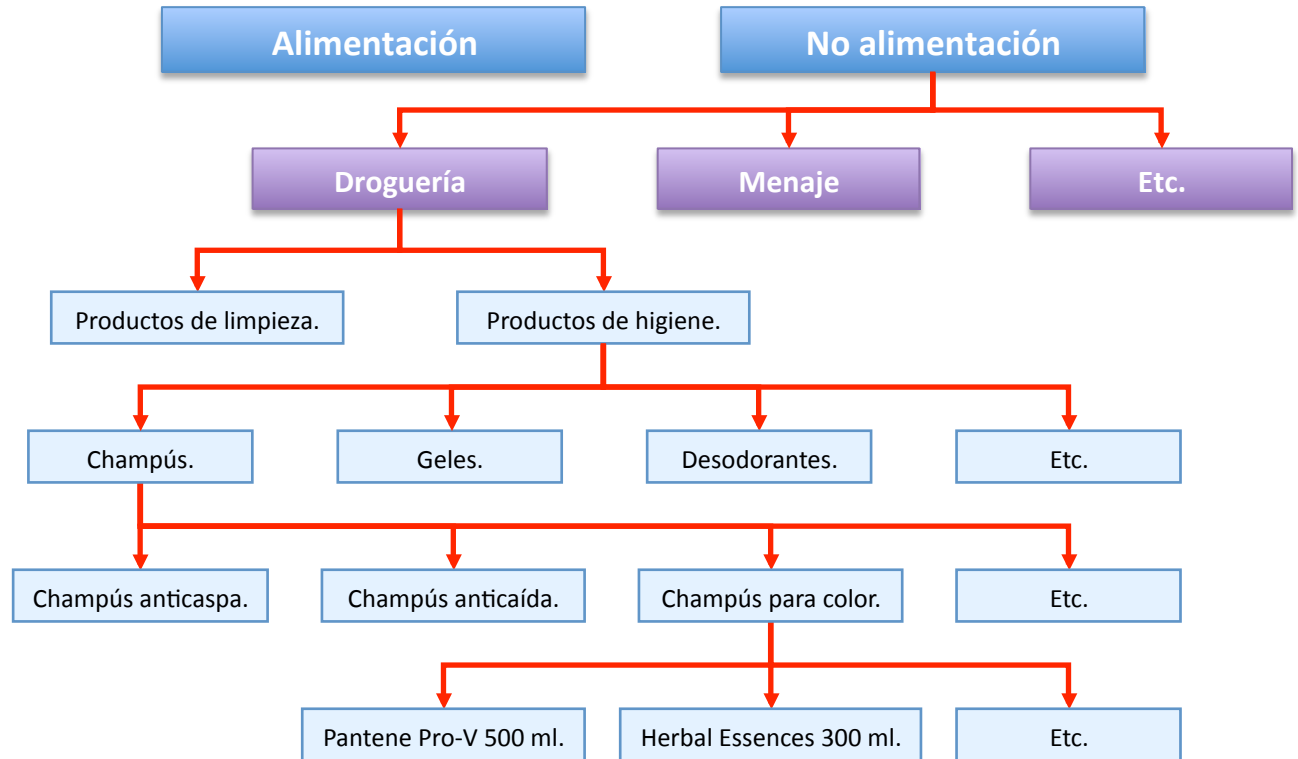 Alimentación
No alimentación
Droguería
Menaje
Etc.
Productos de limpieza.
Productos de higiene.
Champús.
Geles.
Desodorantes.
Etc.
Champús anticaspa.
Champús anticaída.
Champús para color.
Etc.
Pantene Pro-V 500 ml.
Herbal Essences 300 ml.
Etc.